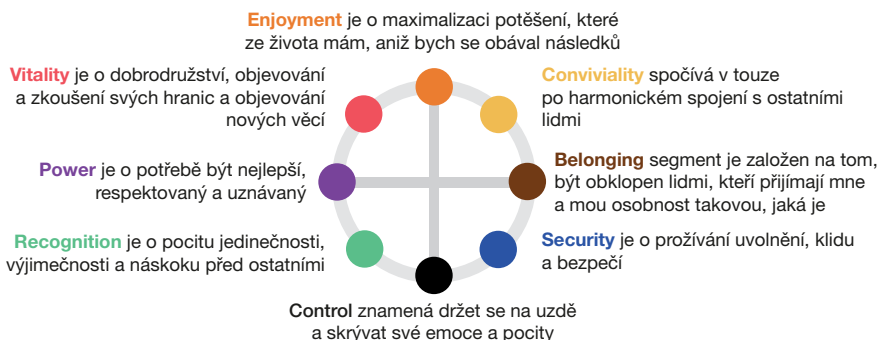 Enjoyment je o maximalizaci potěšení, které
ze života mám, aniž bych se obával následků
Vitality je o dobrodružství, objevování
a zkoušení svých hranic a objevování
nových věcí
Conviviality spočívá v touze
po harmonickém spojení s ostatními
lidmi
Power je o potřebě být nejlepší,
respektovaný a uznávaný
Belonging segment je založen na tom,
být obklopen lidmi, kteří přijímají mne
a mou osobnost takovou, jaká je
Recognition je o pocitu jedinečnosti,
výjimečnosti a náskoku před ostatními
Security je o prožívání uvolnění, klidu
a bezpečí
Control znamená držet se na uzdě
a skrývat své emoce a pocity